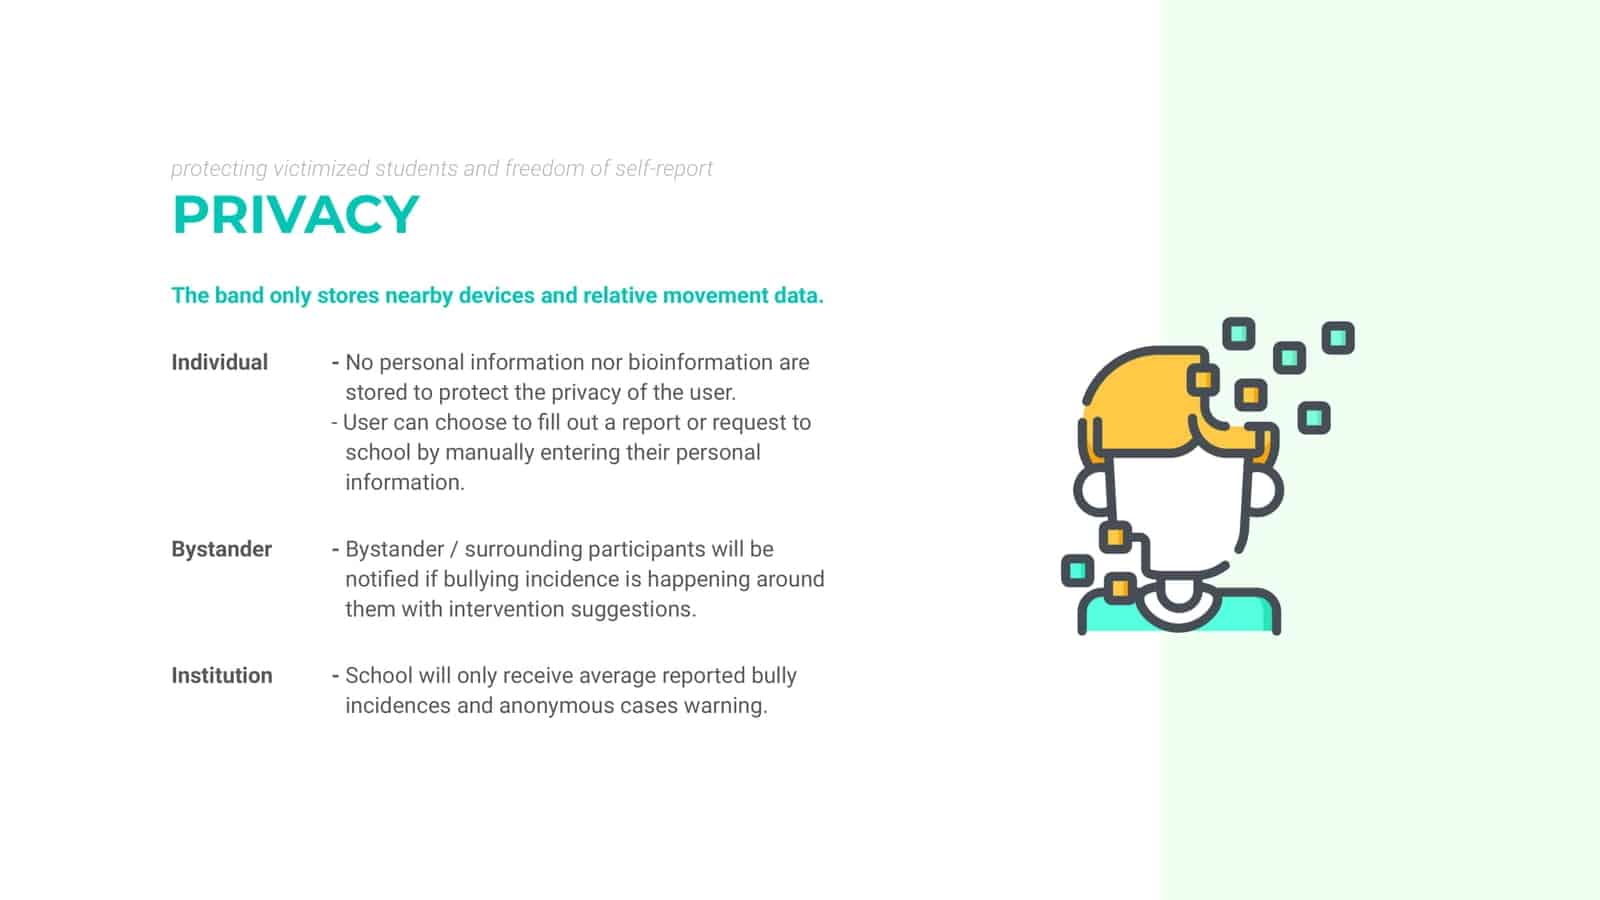 protecting victimized students and freedom of self-report
PRIVACY
The band only stores nearby devices and relative movement data.
Individual - No personal information nor bioinformation are
stored to protect the privacy of the user.
- User can choose to fill out a report or request to
school by manually entering their personal
information.
Bystander - Bystander / surrounding participants will be
notified if bullying incidence is happening around
them with intervention suggestions.
Institution - School will only receive average reported bully
incidences and anonymous cases warning.